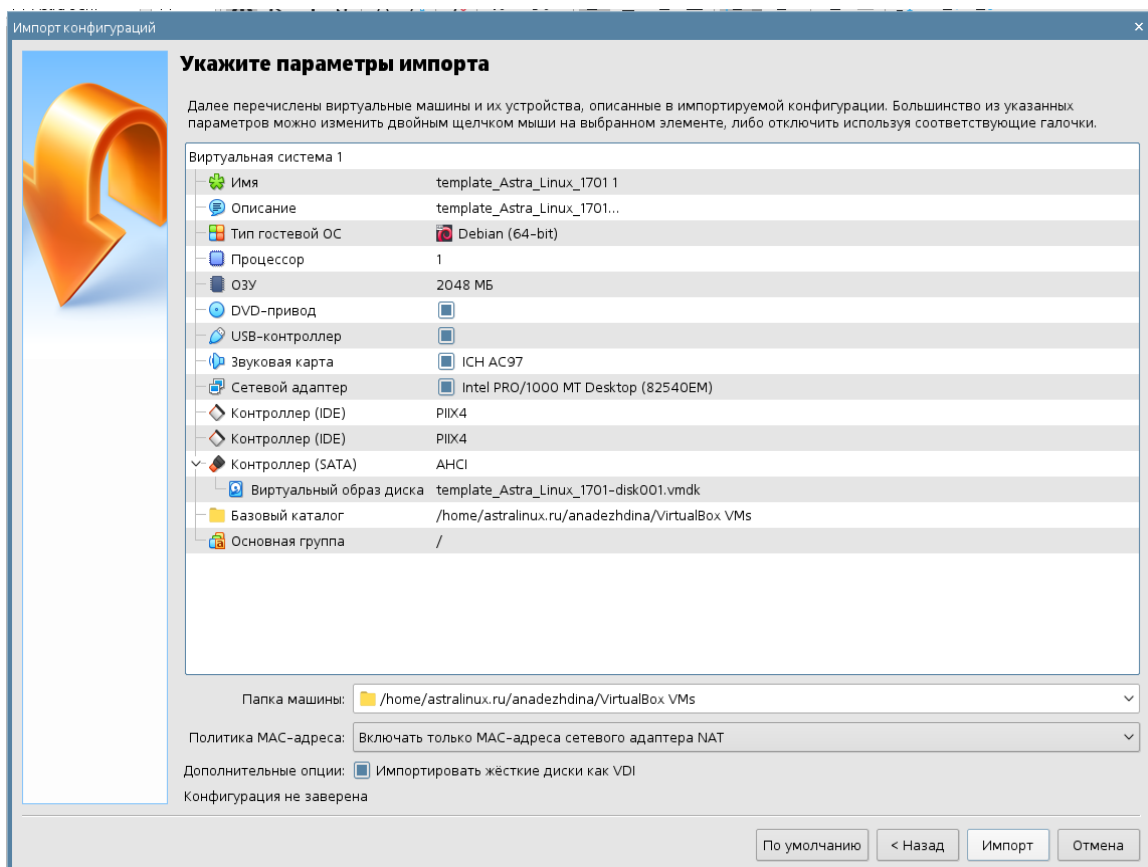 Импорт конфигураций
Укажите параметры импорта
Далее перечислены виртуальные машины и их устройства, описанные в импортируемой конфигурации. Большинство из указанных
параметров можно изменить двойным щелчком мыши на выбранном элементе, либо отключить используя соответствующие галочки.
Виртуальная система 1
Имя template_Astra_Linux_1701 1
Описание template_Astra_Linux_1701...
Тип гостевой ОС Debian (64-bit)
Процессор 1
ОЗУ 2048 МБ
DVD-привод
USB-контроллер
Звуковая карта ICH AC97
Сетевой адаптер Intel PRO/1000 MT Desktop (82540EM)
Контроллер (IDE) PIIX4
Контроллер (IDE) PIIX4
Контроллер (SATA) AHCI
Виртуальный образ диска template_Astra_Linux_1701-disk001.vmdk
Базовый каталог /home/astralinux.ru/anadezhdina/VirtualBox VMs
Основная группа /
Папка машины: /home/astralinux.ru/anadezhdina/VirtualBox VMs
Политика MAC-адреса: Включать только MAC-адреса сетевого адаптера NAT
Дополнительные опции: Импортировать жёсткие диски как VDI
Конфигурация не заверена
По умолчанию < Назад Импорт Отмена